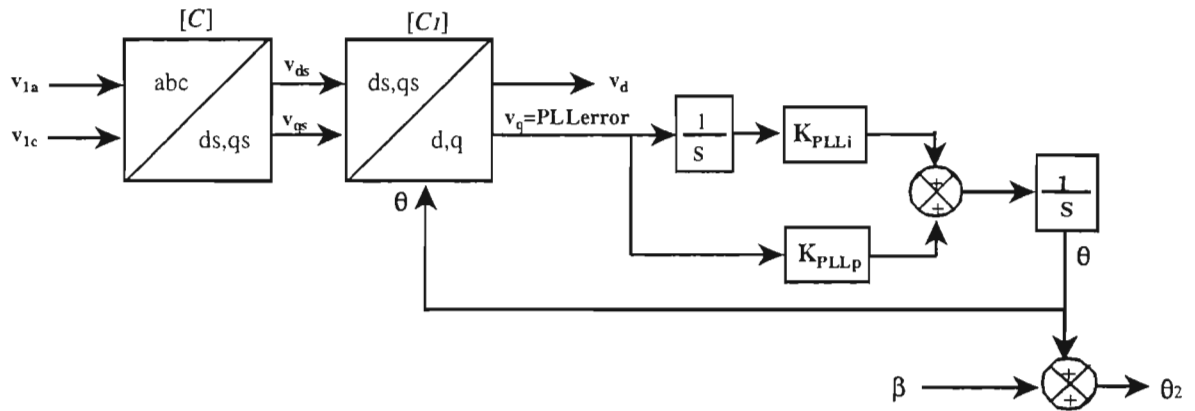 [C]
[C1]
v1a
v1c
abc
ds,qs
vds
vqs
ds,qs
d,q
θ
vd
vq=PLLerror
1
S
KPLLi
KPLLp
+
+
1
S
θ
β
+
+
θ2